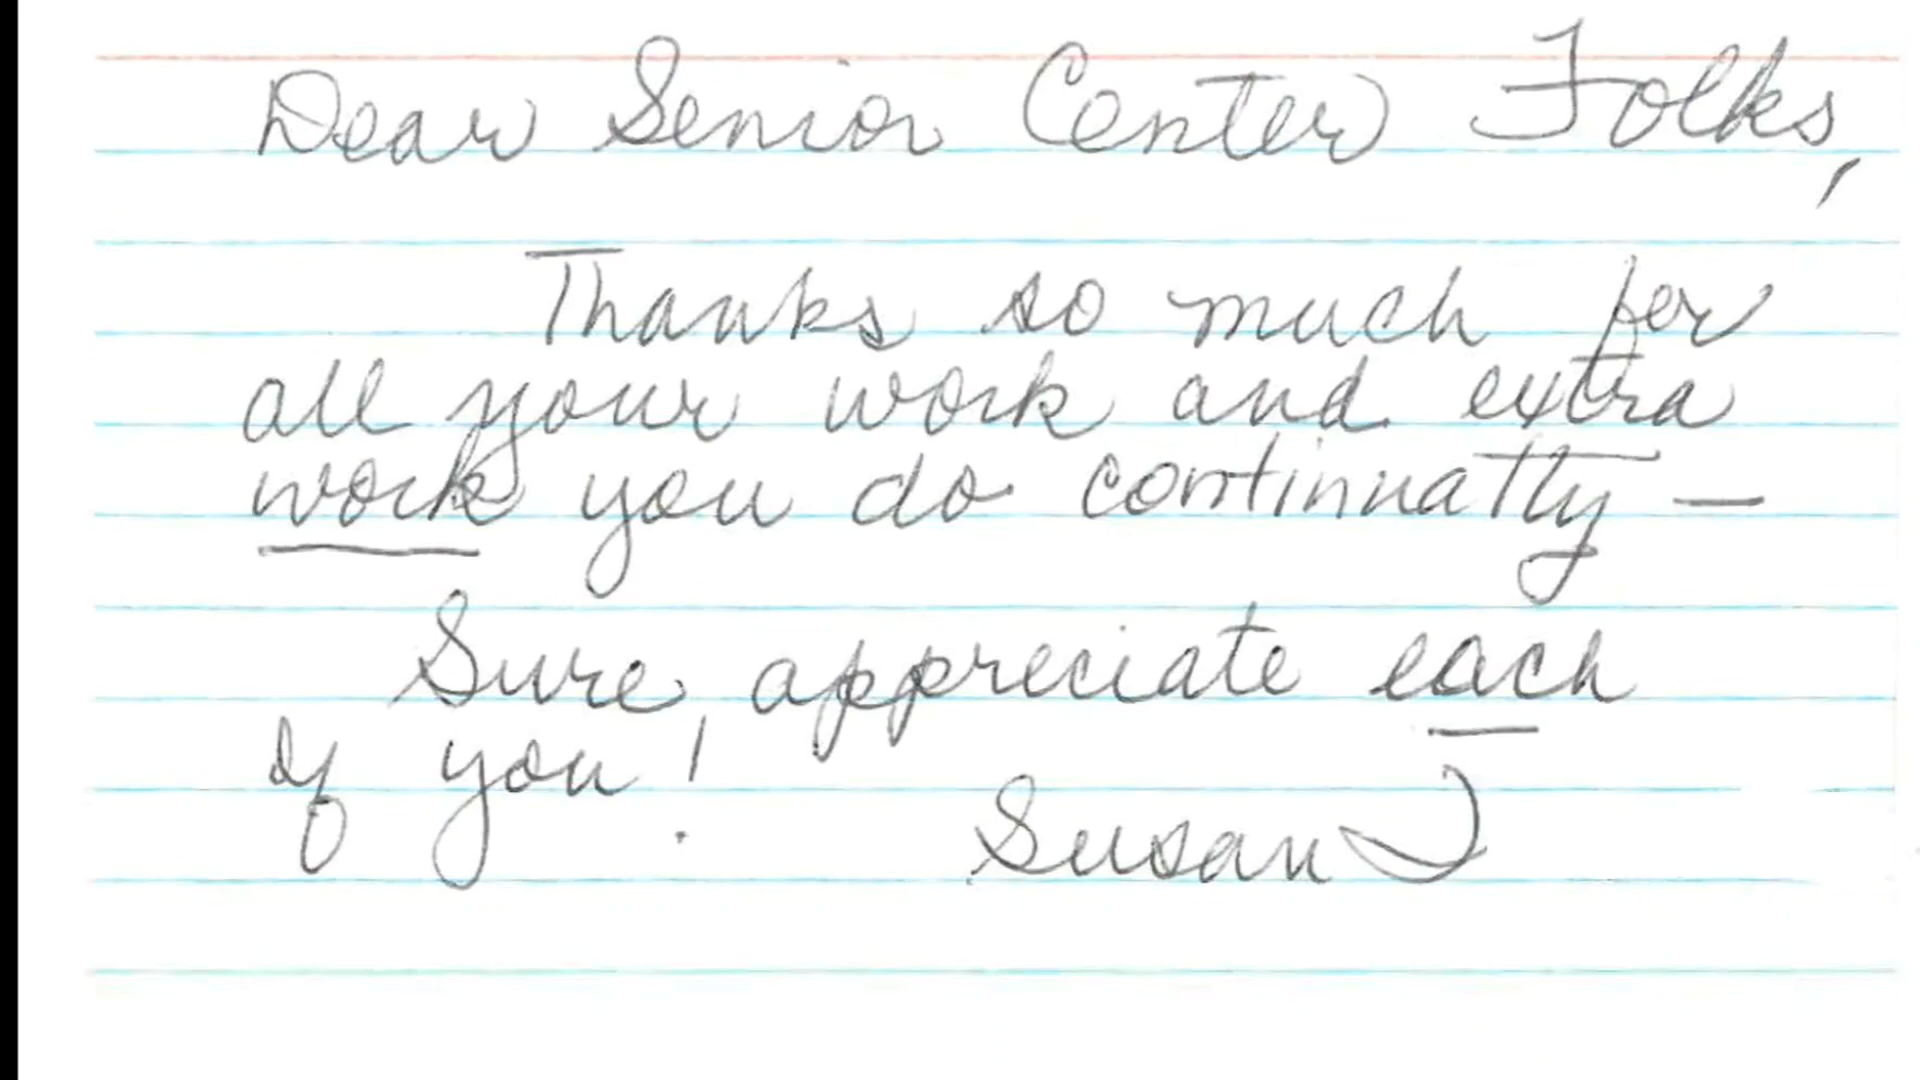 Dear Senior Center Folks,
Thanks so much for
all your work and extra
work you do continually —
Sure appreciate each
of you!
Susan